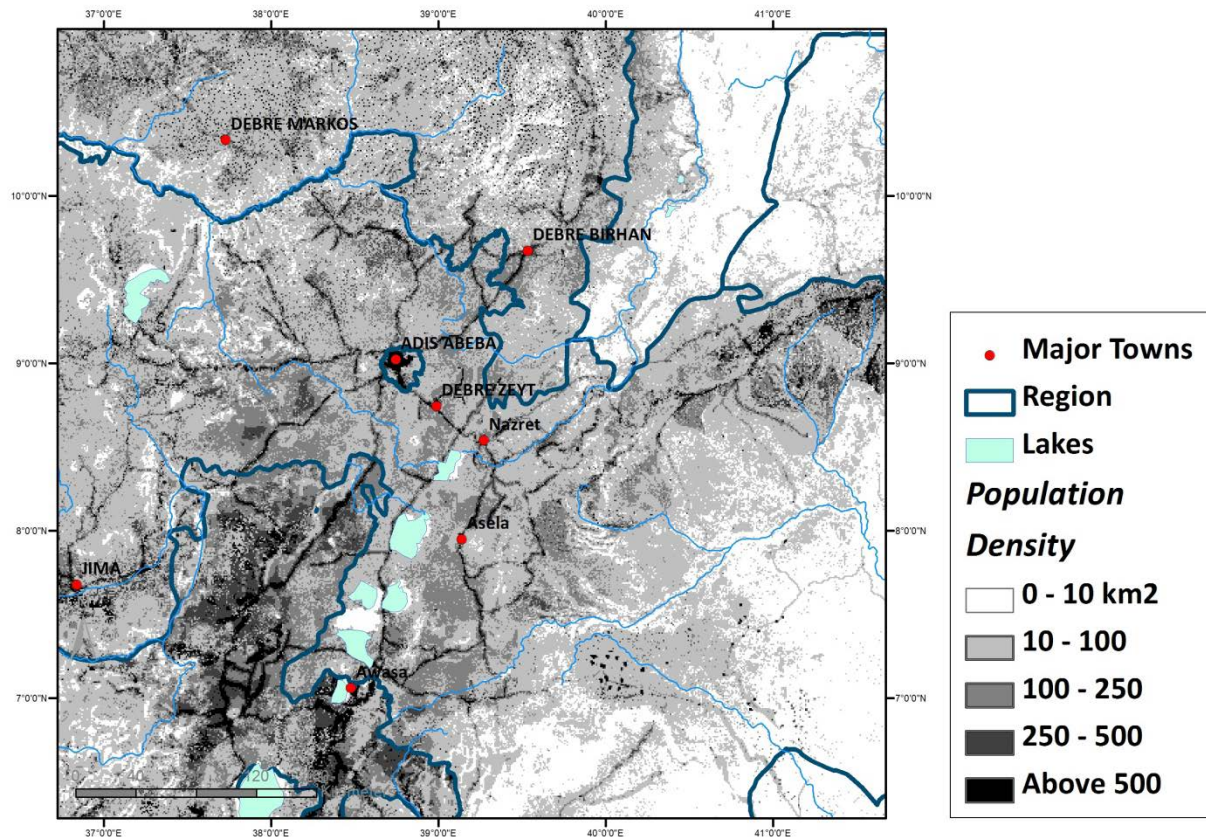 37°0'0"E
38°0'0"E
39°0'0"E
40°0'0"E
41°0'0"E
DEBRE MARKOS
10°0'0"N
10°0'0"N
DEBRE BIRHAN
ADIS ABEBA
9°0'0"N
9°0'0"N
DEBRE ZEYT
Nazret
8°0'0"N
8°0'0"N
Asela
JIMA
Awasa
7°0'0"N
7°0'0"N
0
40
120
37°0'0"E
38°0'0"E
39°0'0"E
40°0'0"E
41°0'0"E
Major Towns
Region
Lakes
Population
Density
0 - 10 km2
10 - 100
100 - 250
250 - 500
Above 500